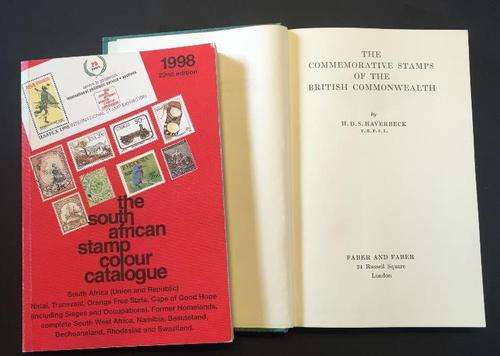 1998
22nd edition
the
south
african
stamp
colour
catalogue
South Africa (Union and Republic)
Natal, Transvaal, Orange Free State, Cape of Good Hope
(including Sieges and Occupations), Former Homelands,
complete South West Africa, Namibia, Basutoland,
Bechuanaland, Rhodesias and Swaziland.
THE
COMMEMORATIVE STAMPS
OF THE
BRITISH COMMONWEALTH
by
H. D. S. HAVERBECK
F.R.P.S.L.
FABER AND FABER
24 Russell Square
London